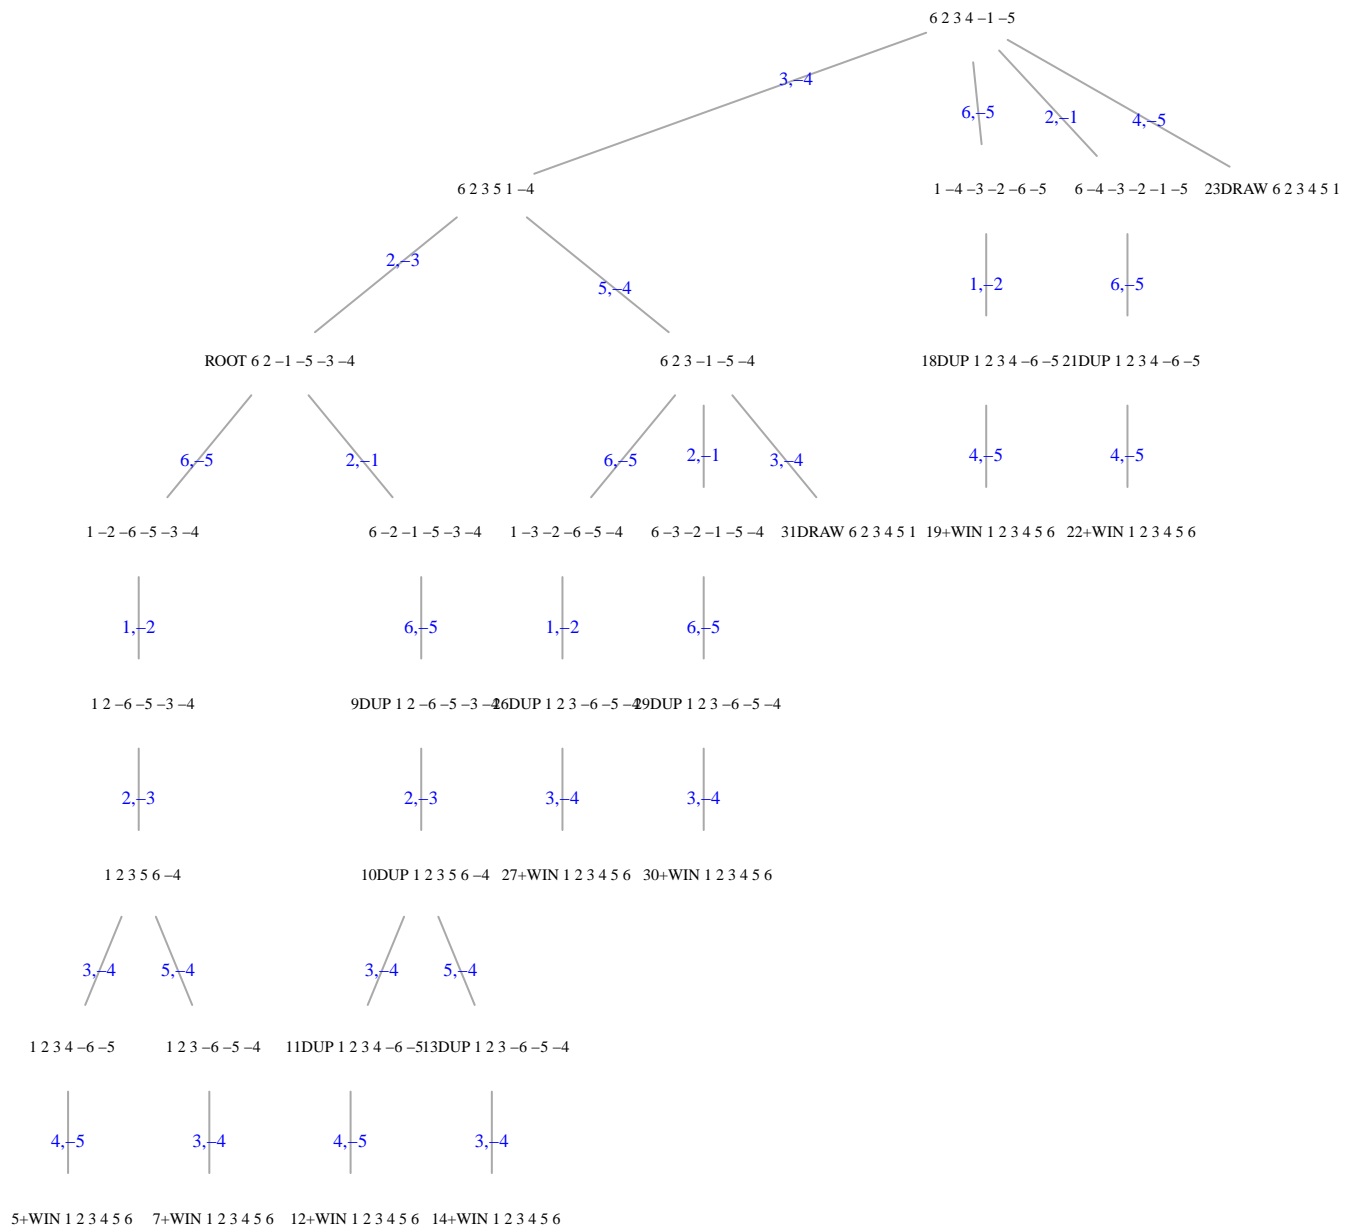 6 2 3 4 −1 −5
3,−4
6,−5
2,−1
4,−5
6 2 3 5 1 −4
1 −4 −3 −2 −6 −5
6 −4 −3 −2 −1 −5
23DRAW 6 2 3 4 5 1
2,−3
5,−4
1,−2
6,−5
ROOT 6 2 −1 −5 −3 −4
6 2 3 −1 −5 −4
18DUP 1 2 3 4 −6 −5
21DUP 1 2 3 4 −6 −5
6,−5
2,−1
6,−5
2,−1
3,−4
4,−5
4,−5
1 −2 −6 −5 −3 −4
6 −2 −1 −5 −3 −4
1 −3 −2 −6 −5 −4
6 −3 −2 −1 −5 −4
31DRAW 6 2 3 4 5 1
19+WIN 1 2 3 4 5 6
22+WIN 1 2 3 4 5 6
1,−2
6,−5
1,−2
6,−5
1 2 −6 −5 −3 −4
9DUP 1 2 −6 −5 −3 −4
26DUP 1 2 3 −6 −5 −4
29DUP 1 2 3 −6 −5 −4
2,−3
2,−3
3,−4
3,−4
1 2 3 5 6 −4
10DUP 1 2 3 5 6 −4
27+WIN 1 2 3 4 5 6
30+WIN 1 2 3 4 5 6
3,−4
5,−4
3,−4
5,−4
1 2 3 4 −6 −5
1 2 3 −6 −5 −4
11DUP 1 2 3 4 −6 −5
13DUP 1 2 3 −6 −5 −4
4,−5
3,−4
4,−5
3,−4
5+WIN 1 2 3 4 5 6
7+WIN 1 2 3 4 5 6
12+WIN 1 2 3 4 5 6
14+WIN 1 2 3 4 5 6